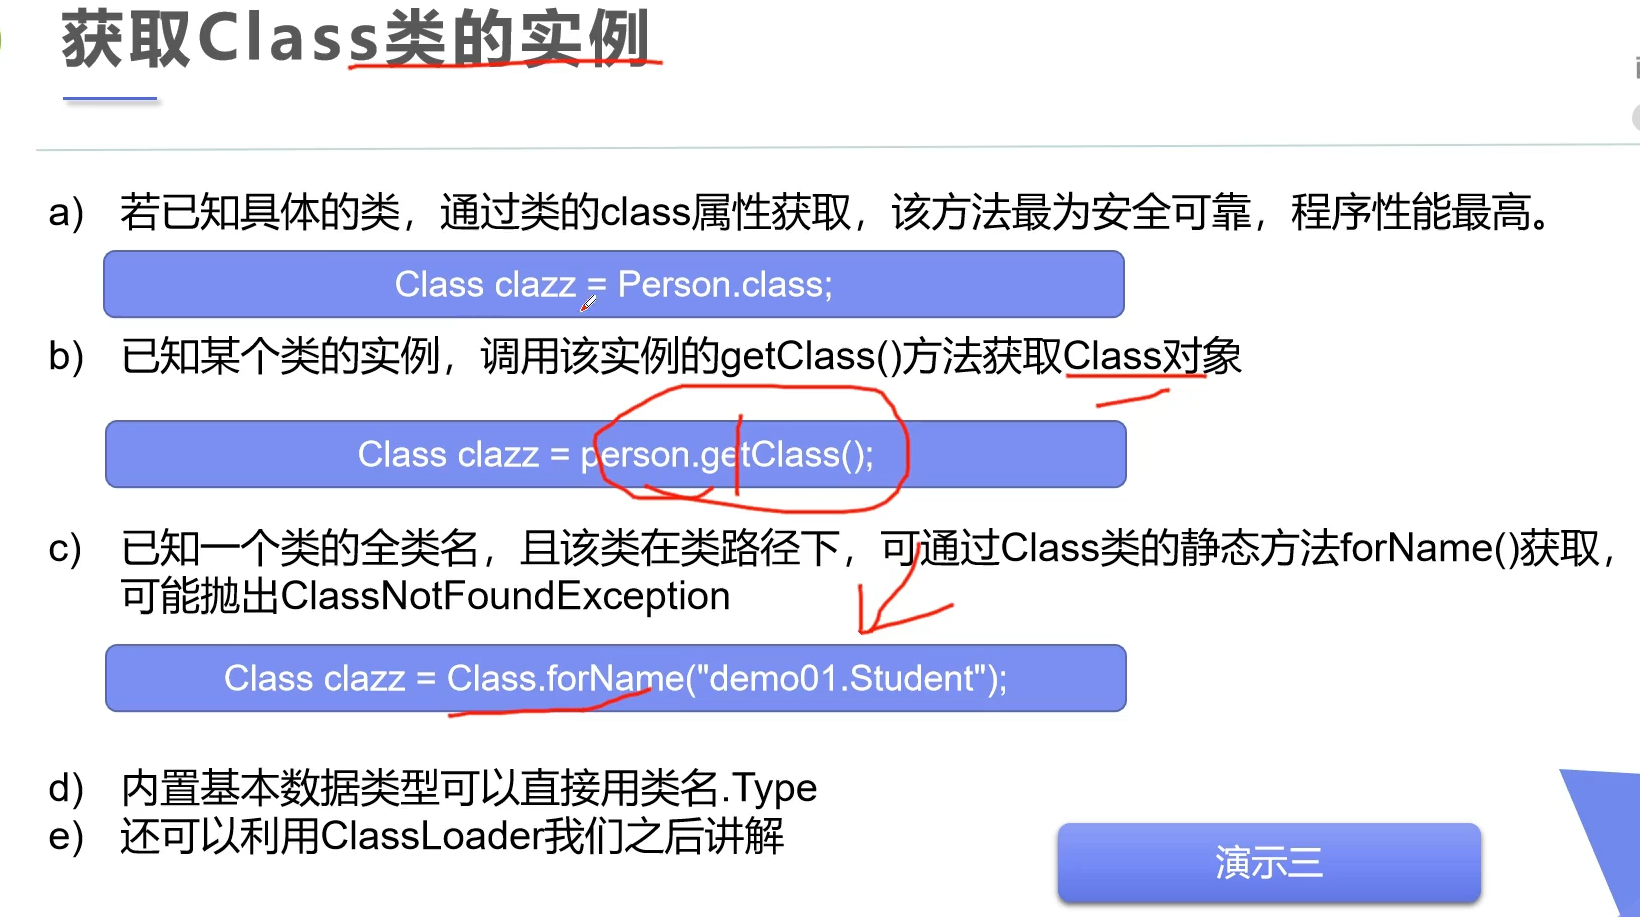 获取Class类的实例
a) 若已知具体的类，通过类的class属性获取，该方法最为安全可靠，程序性能最高。
Class clazz = Person.class;
b) 已知某个类的实例，调用该实例的getClass()方法获取Class对象
Class clazz = person.getClass();
c) 已知一个类的全类名，且该类在类路径下，可通过Class类的静态方法forName()获取，
可能抛出ClassNotFoundException
Class clazz = Class.forName("demo01.Student");
d) 内置基本数据类型可以直接用类名.Type
e) 还可以利用ClassLoader我们之后讲解
演示三